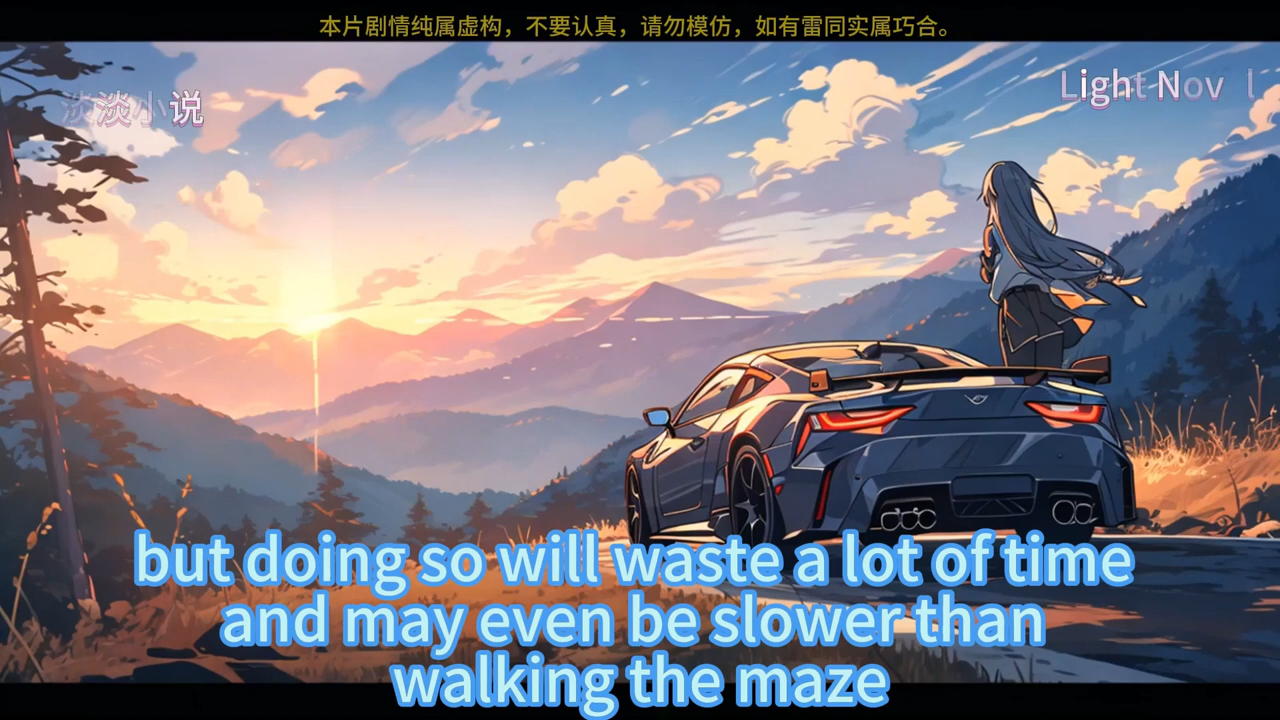 本片剧情纯属虚构，不要认真，请勿模仿，如有雷同实属巧合。
淡淡小说
Light Nov l
but doing so will waste a lot of time
and may even be slower than
walking the maze